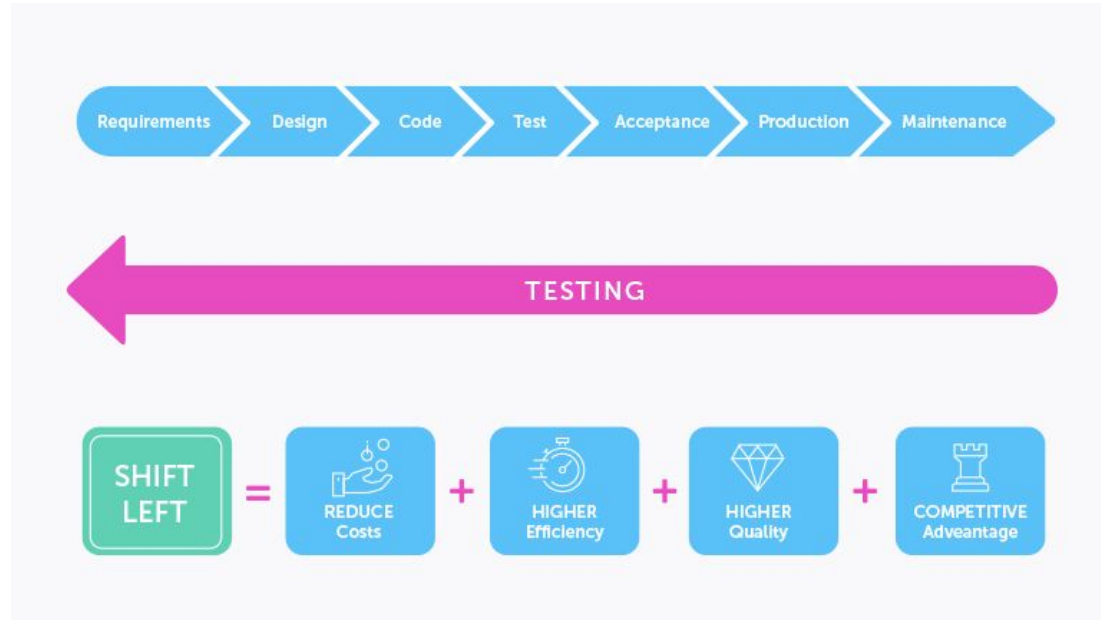 Requirements Design Code Test Acceptance Production Maintenance
TESTING
SHIFT
LEFT
=
REDUCE
Costs
+
HIGHER
Efficiency
+
HIGHER
Quality
+
COMPETITIVE
Adveantage